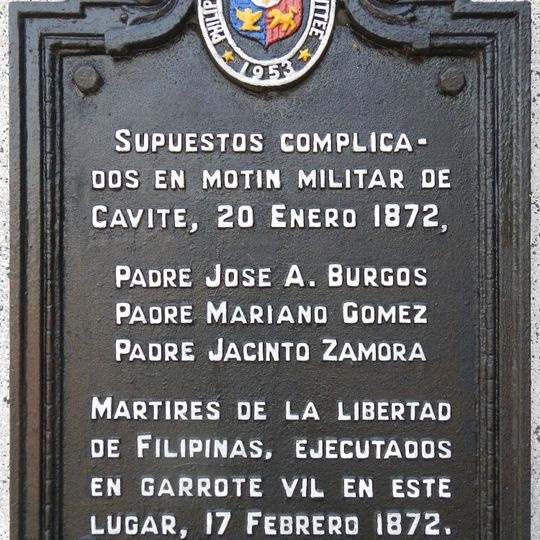 1953
SUPUESTOS COMPLICA-
DOS EN MOTIN MILITAR DE
CAVITE, 20 ENERO 1872,
PADRE JOSE A. BURGOS
PADRE MARIANO GOMEZ
PADRE JACINTO ZAMORA
MARTIRES DE LA LIBERTAD
DE FILIPINAS, EJECUTADOS
EN GARROTE VIL EN ESTE
LUGAR, 17 FEBRERO 1872.